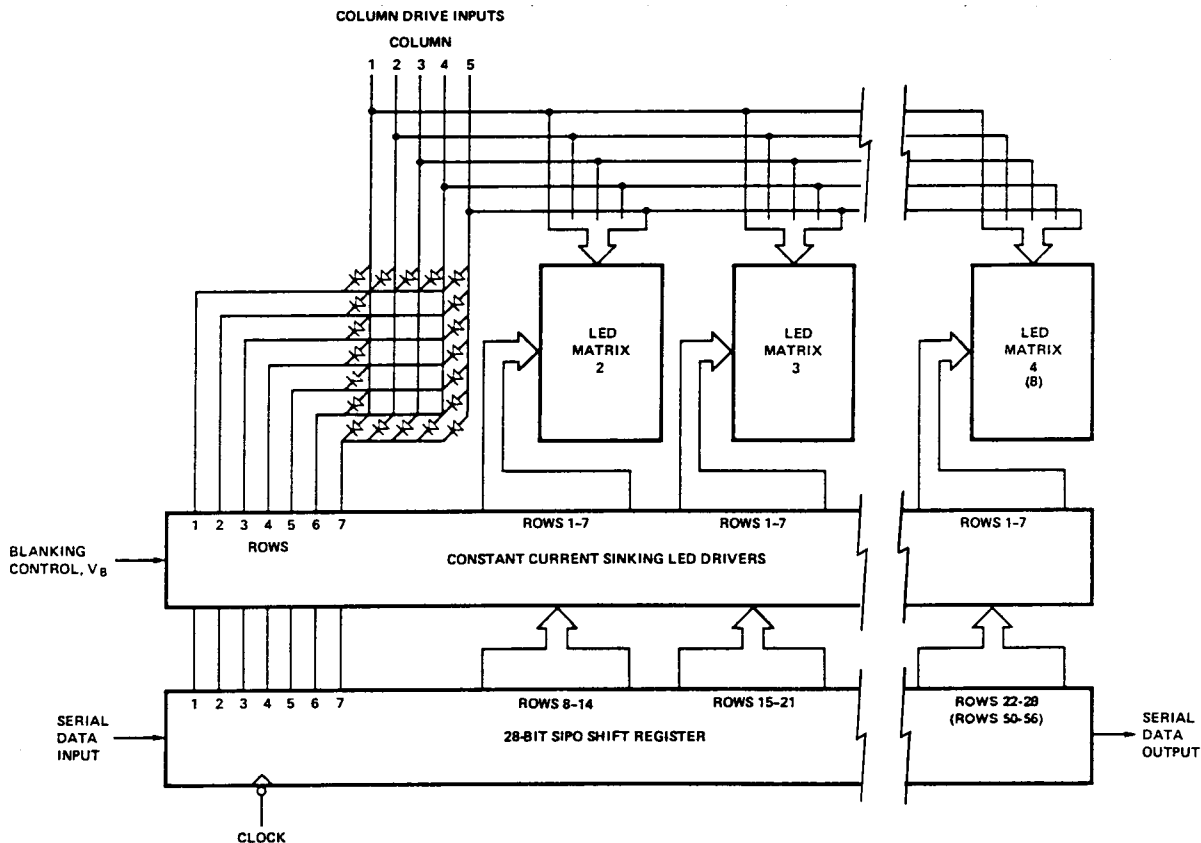 COLUMN DRIVE INPUTS
COLUMN
1 2 3 4 5
LED
MATRIX
2
LED
MATRIX
3
LED
MATRIX
4
(8)
1 2 3 4 5 6 7
ROWS
ROWS 1-7
ROWS 1-7
ROWS 1-7
BLANKING
CONTROL, VB
CONSTANT CURRENT SINKING LED DRIVERS
1 2 3 4 5 6 7
ROWS 8-14
ROWS 15-21
ROWS 22-28
(ROWS 50-56)
SERIAL
DATA
INPUT
28-BIT SIPO SHIFT REGISTER
SERIAL
DATA
OUTPUT
CLOCK